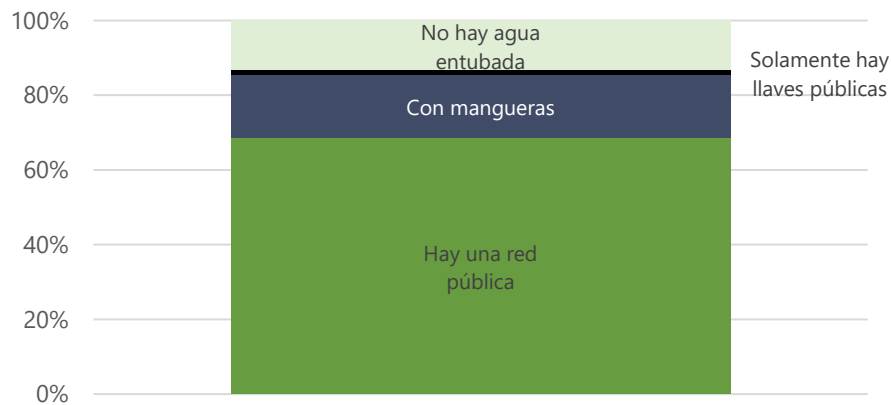 100%
No hay agua
entubada
Solamente hay
llaves públicas
80%
Con mangueras
60%
40%
Hay una red
pública
20%
0%